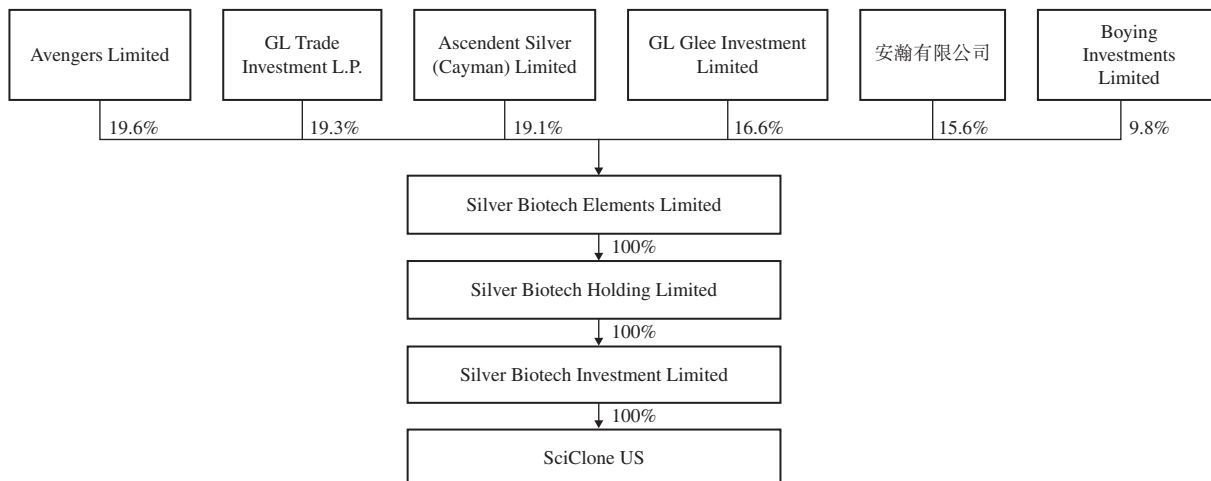 Avengers Limited
GL Trade
Investment L.P.
Ascendent Silver
(Cayman) Limited
GL Glee Investment
Limited
安瀚有限公司
Boying
Investments
Limited
19.6%
19.3%
19.1%
16.6%
15.6%
9.8%
Silver Biotech Elements Limited
100%
Silver Biotech Holding Limited
100%
Silver Biotech Investment Limited
100%
SciClone US